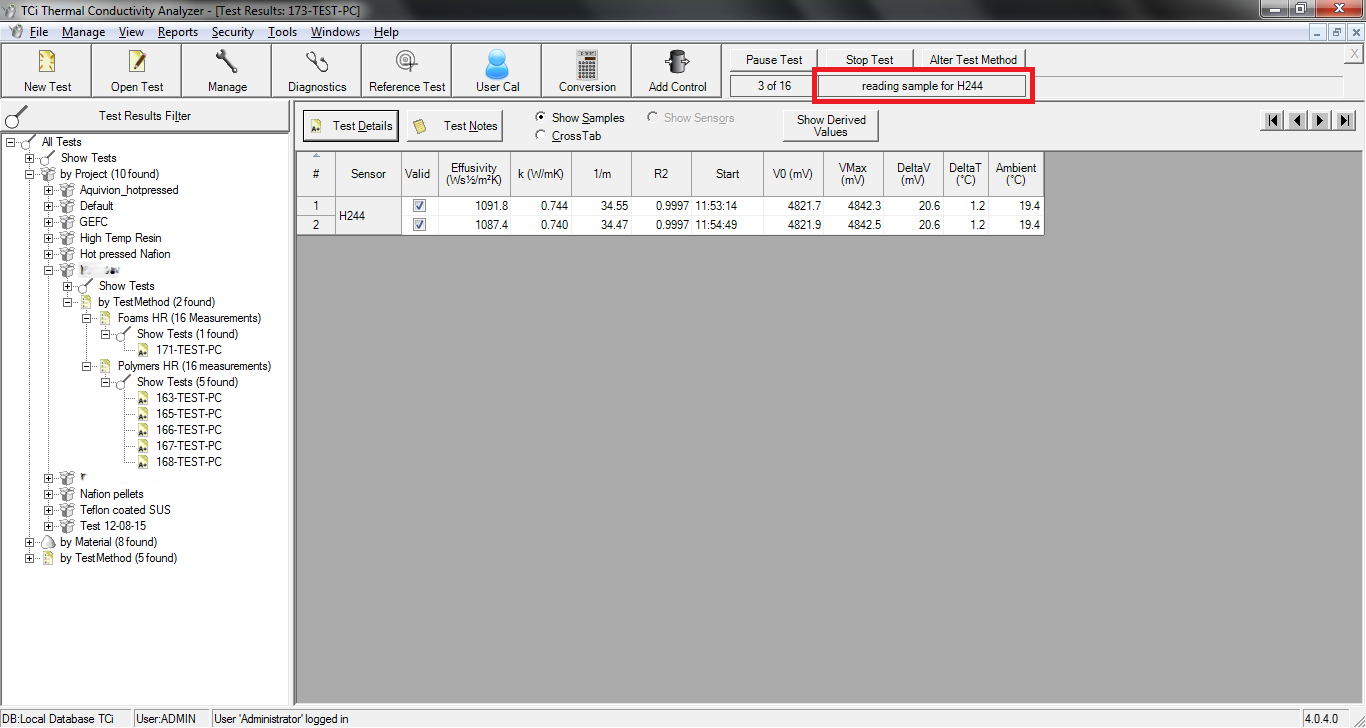 TCi Thermal Conductivity Analyzer - [Test Results: 173-TEST-PC]
File Manage View Reports Security Tools Windows Help
New Test Open Test Manage Diagnostics Reference Test User Cal Conversion Add Control
Pause Test Stop Test Alter Test Method X
3 of 16 reading sample for H244
Test Results Filter
Test Details Test Notes Show Samples Show Sensors CrossTab Show Derived Values
# Sensor Valid Effusivity (Ws½/m²K) k (W/mK) 1/m R2 Start V0 (mV) VMax (mV) DeltaV (mV) DeltaT (°C) Ambient (°C)
1 H244 1091.8 0.744 34.55 0.9997 11:53:14 4821.7 4842.3 20.6 1.2 19.4
2 1087.4 0.740 34.47 0.9997 11:54:49 4821.9 4842.5 20.6 1.2 19.4
All Tests
Show Tests
by Project (10 found)
Aquivion_hotpressed
Default
GEFC
High Temp Resin
Hot pressed Nafion
Show Tests
by TestMethod (2 found)
Foams HR (16 Measurements)
Show Tests (1 found)
171-TEST-PC
Polymers HR (16 measurements)
Show Tests (5 found)
163-TEST-PC
165-TEST-PC
166-TEST-PC
167-TEST-PC
168-TEST-PC
Nafion pellets
Teflon coated SUS
Test 12-08-15
by Material (8 found)
by TestMethod (5 found)
DB:Local Database TCi User:ADMIN User 'Administrator' logged in 4.0.4.0